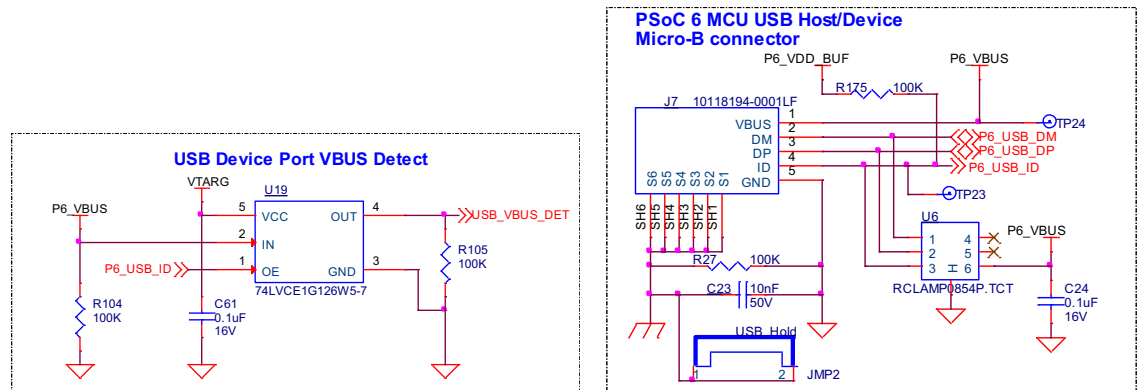 USB Device Port VBUS Detect
VTARG
U19
P6_VBUS
5
VCC
OUT
4
USB_VBUS_DET
2
IN
P6_USB_ID
1
OE
GND
3
74LVCE1G126W5-7
R105
100K
R104
100K
C61
0.1uF
16V
PSoC 6 MCU USB Host/Device
Micro-B connector
P6_VDD_BUF
P6_VBUS
R175
100K
J7
10118194-0001LF
VBUS
1
TP24
DM
2
P6_USB_DM
DP
3
P6_USB_DP
ID
4
P6_USB_ID
GND
5
S6
S5
S4
S3
S2
S1
SH6
SH5
SH4
SH3
SH2
SH1
TP23
U6
P6_VBUS
1
4
2
5
3
H
6
RCLAMP0854P.TCT
R27
100K
C23
10nF
50V
C24
0.1uF
16V
USB Hold
1
2
JMP2